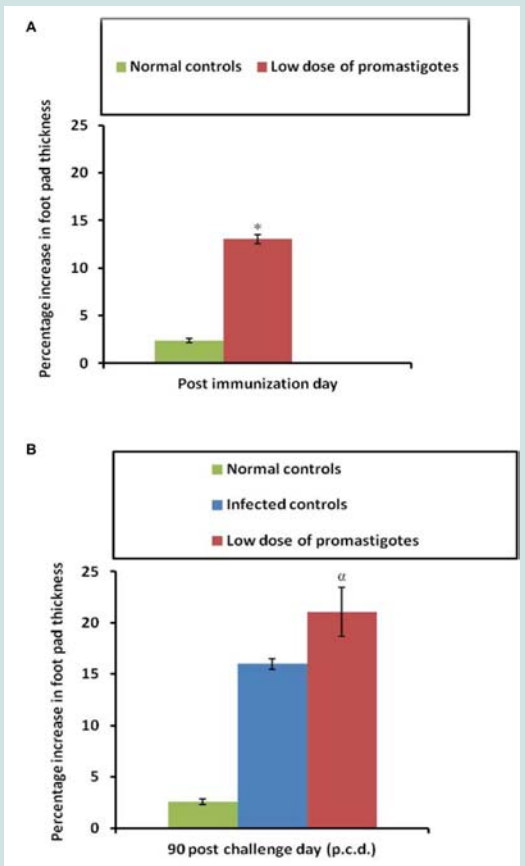 A
Normal controls Low dose of promastigotes
Percentage increase in foot pad thickness
25
20
15
10
5
0
*
Post immunization day
B
Normal controls
Infected controls
Low dose of promastigotes
Percentage increase in foot pad thickness
25
20
15
10
5
0
α
90 post challenge day (p.c.d.)